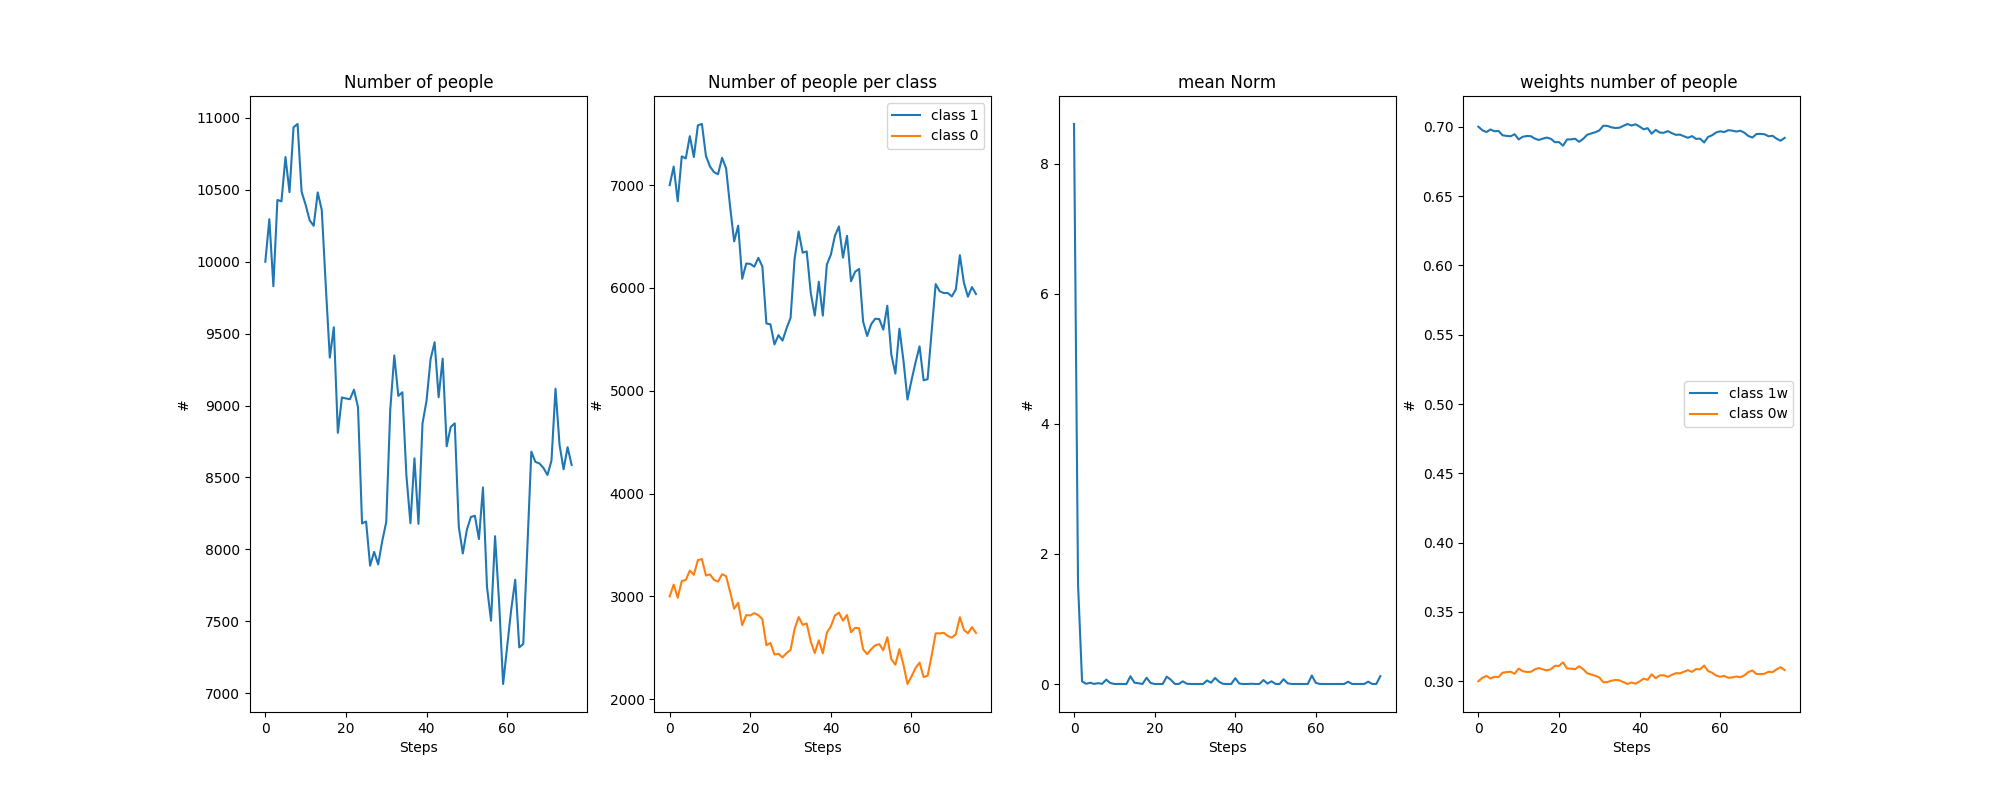 Number of people
11000
10500
10000
9500
9000
8500
8000
7500
7000
#
0 20 40 60
Steps
Number of people per class
class 1
class 0
7000
6000
5000
4000
3000
2000
#
0 20 40 60
Steps
mean Norm
8
6
4
2
0
#
0 20 40 60
Steps
weights number of people
0.70
0.65
0.60
0.55
0.50
0.45
0.40
0.35
0.30
#
class 1w
class 0w
0 20 40 60
Steps